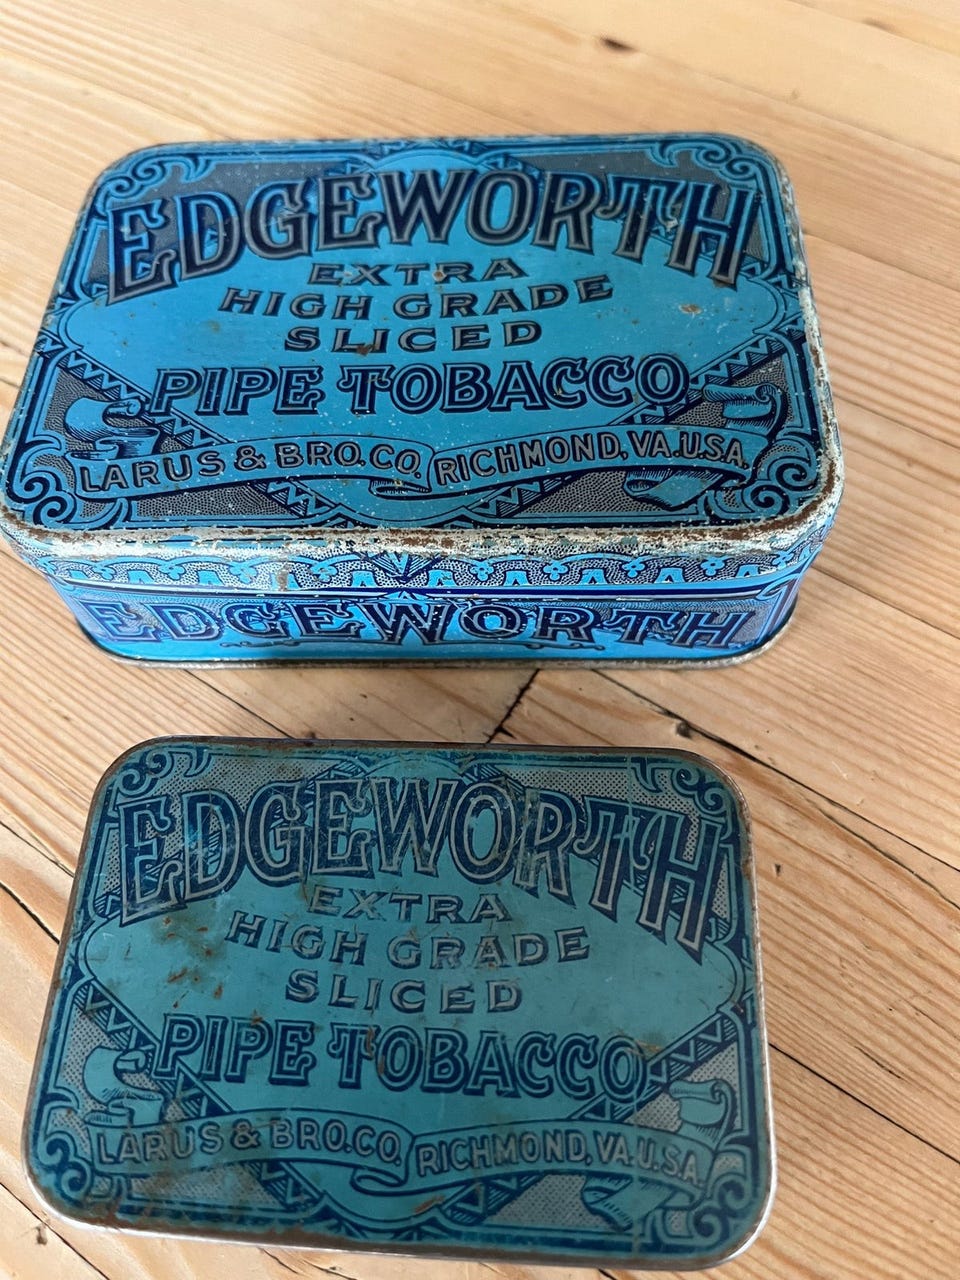 EDGEWORTH
EXTRA
HIGH GRADE
SLICED
PIPE TOBACCO
LARUS & BRO. CO. RICHMOND, VA. U.S.A.
EDGEWORTH
EDGEWORTH
EXTRA
HIGH GRADE
SLICED
PIPE TOBACCO
LARUS & BRO. CO. RICHMOND, VA. U.S.A.